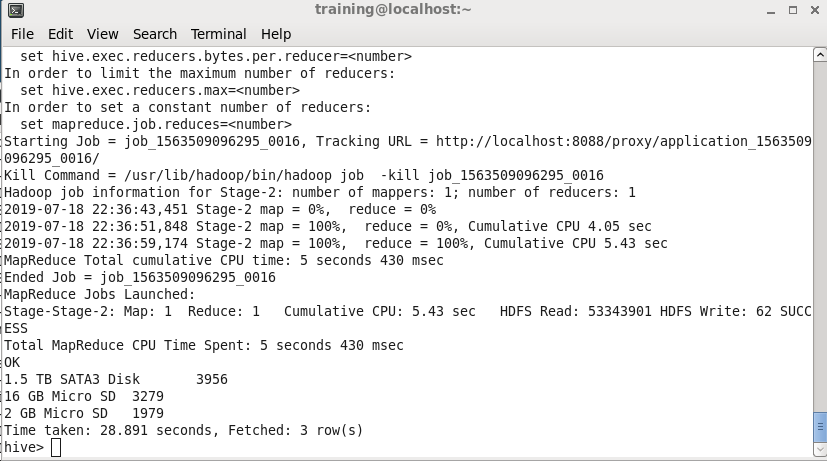 training@localhost:~
File Edit View Search Terminal Help
  set hive.exec.reducers.bytes.per.reducer=<number>
In order to limit the maximum number of reducers:
  set hive.exec.reducers.max=<number>
In order to set a constant number of reducers:
  set mapreduce.job.reduces=<number>
Starting Job = job_1563509096295_0016, Tracking URL = http://localhost:8088/proxy/application_1563509
096295_0016/
Kill Command = /usr/lib/hadoop/bin/hadoop job  -kill job_1563509096295_0016
Hadoop job information for Stage-2: number of mappers: 1; number of reducers: 1
2019-07-18 22:36:43,451 Stage-2 map = 0%,  reduce = 0%
2019-07-18 22:36:51,848 Stage-2 map = 100%,  reduce = 0%, Cumulative CPU 4.05 sec
2019-07-18 22:36:59,174 Stage-2 map = 100%,  reduce = 100%, Cumulative CPU 5.43 sec
MapReduce Total cumulative CPU time: 5 seconds 430 msec
Ended Job = job_1563509096295_0016
MapReduce Jobs Launched:
Stage-Stage-2: Map: 1  Reduce: 1   Cumulative CPU: 5.43 sec   HDFS Read: 53343901 HDFS Write: 62 SUCC
ESS
Total MapReduce CPU Time Spent: 5 seconds 430 msec
OK
1.5 TB SATA3 Disk       3956
16 GB Micro SD  3279
2 GB Micro SD   1979
Time taken: 28.891 seconds, Fetched: 3 row(s)
hive>